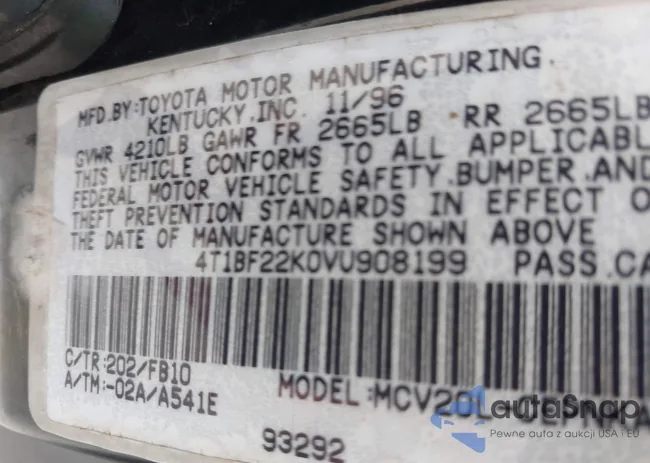 MFD.BY:TOYOTA MOTOR MANUFACTURING.
KENTUCKY,INC. 11/96
GVWR 4210LB GAWR FR 2665LB RR 2665LB
THIS VEHICLE CONFORMS TO ALL APPLICABL
FEDERAL MOTOR VEHICLE SAFETY,BUMPER,AND
THEFT PREVENTION STANDARDS IN EFFECT O
THE DATE OF MANUFACTURE SHOWN ABOVE
4T1BF22K0VU908199 PASS.CA
C/TR:202/FB10
A/TM:-02A/A541E
MODEL:MCV20L
93292
autaSnap
Pewne auta z aukcji USA i EU